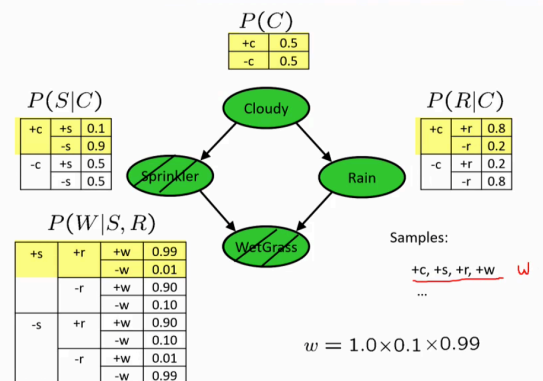 P(C)
+c 0.5
-c 0.5
P(S|C)
+c +s 0.1
-s 0.9
-c +s 0.5
-s 0.5
Cloudy
P(R|C)
+c +r 0.8
-r 0.2
-c +r 0.2
-r 0.8
Sprinkler
Rain
P(W|S, R)
+s +r +w 0.99
-w 0.01
-r +w 0.90
-w 0.10
-s +r +w 0.90
-w 0.10
-r +w 0.01
-w 0.99
WetGrass
Samples:
+c, +s, +r, +w W
...
w = 1.0×0.1×0.99